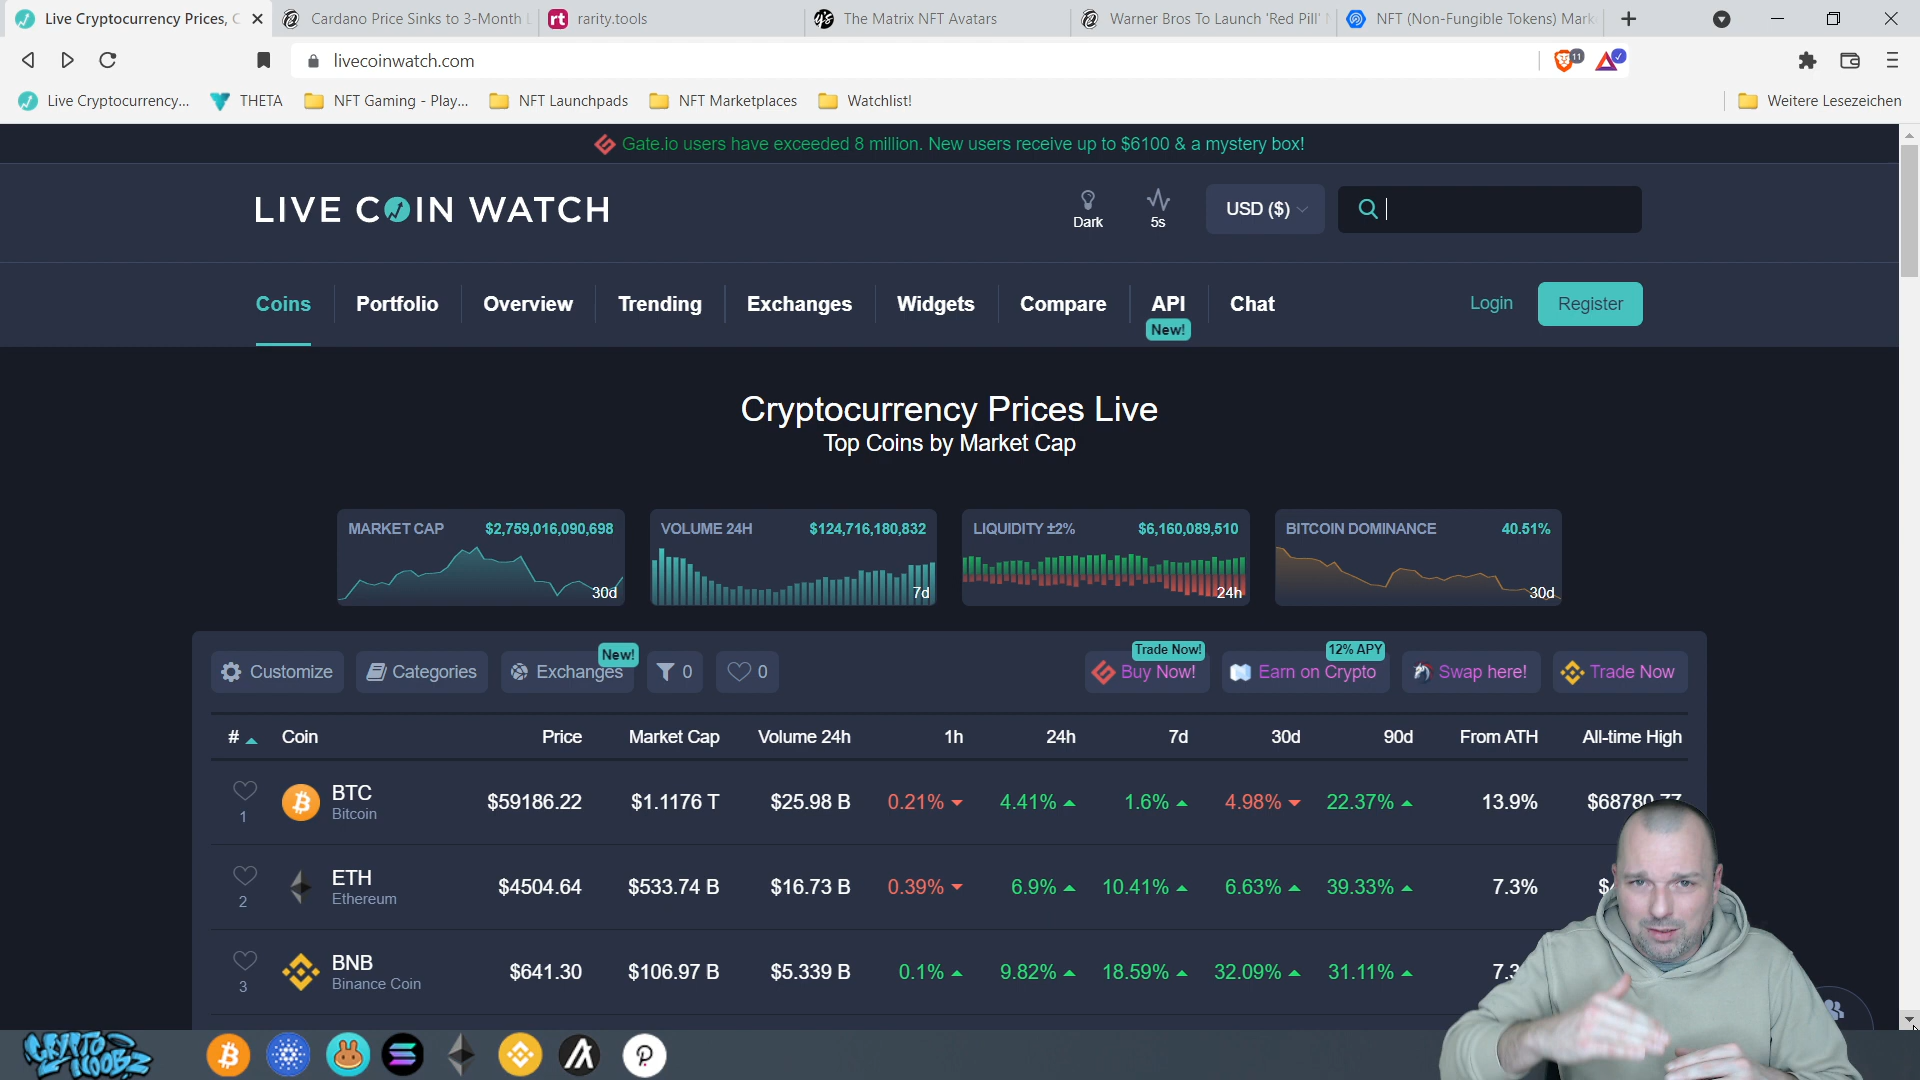 Live Cryptocurrency Prices, C
Cardano Price Sinks to 3-Month L
rarity.tools
The Matrix NFT Avatars
Warner Bros To Launch 'Red Pill' N
NFT (Non-Fungible Tokens) Mark
livecoinwatch.com
11
Live Cryptocurrency...
THETA
NFT Gaming - Play...
NFT Launchpads
NFT Marketplaces
Watchlist!
Weitere Lesezeichen
Gate.io users have exceeded 8 million. New users receive up to $6100 & a mystery box!
LIVE COIN WATCH
Dark
5s
USD ($)
Coins
Portfolio
Overview
Trending
Exchanges
Widgets
Compare
API
New!
Chat
Login
Register
Cryptocurrency Prices Live
Top Coins by Market Cap
MARKET CAP $2,759,016,090,698
30d
VOLUME 24H $124,716,180,832
7d
LIQUIDITY ±2% $6,160,089,510
24h
BITCOIN DOMINANCE 40.51%
30d
Customize
Categories
Exchanges
New!
0
0
Trade Now!
Buy Now!
12% APY
Earn on Crypto
Swap here!
Trade Now
# Coin Price Market Cap Volume 24h 1h 24h 7d 30d 90d From ATH All-time High
1 BTC Bitcoin $59186.22 $1.1176 T $25.98 B 0.21% 4.41% 1.6% 4.98% 22.37% 13.9% $68780.77
2 ETH Ethereum $4504.64 $533.74 B $16.73 B 0.39% 6.9% 10.41% 6.63% 39.33% 7.3%
3 BNB Binance Coin $641.30 $106.97 B $5.339 B 0.1% 9.82% 18.59% 32.09% 31.11%
CRYPTO NOOBZ